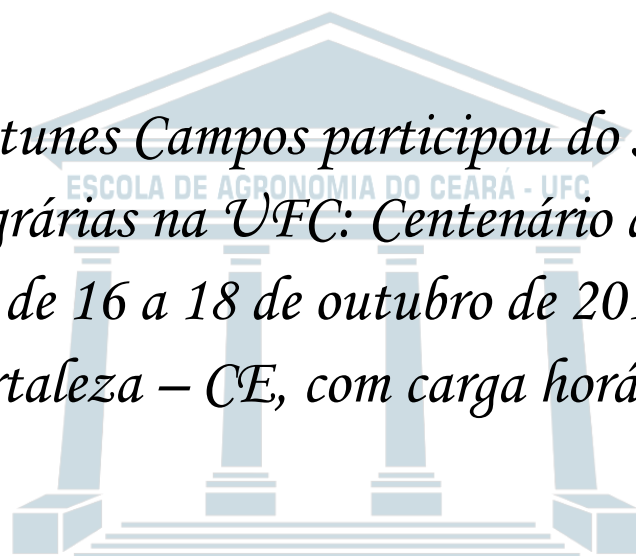 tunes Campos participou do
ESCOLA DE AGRONOMIA DO CEARÁ - UFC
grárias na UFC: Centenário
de 16 a 18 de outubro de 201
rtaleza – CE, com carga horá